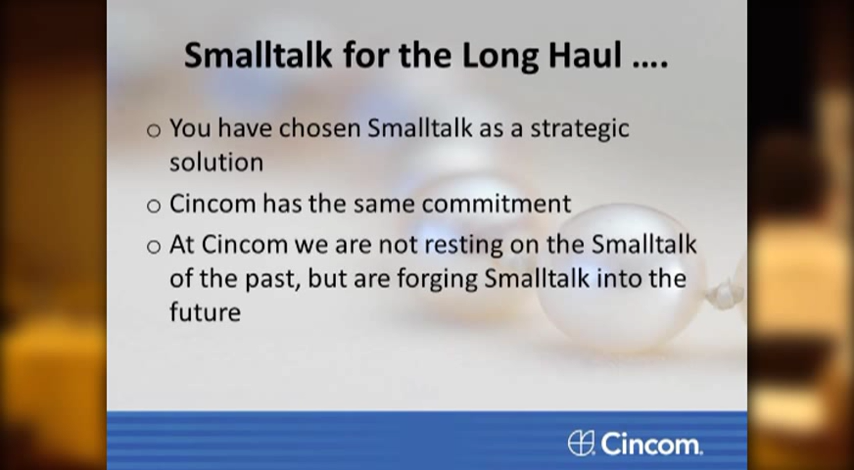 Smalltalk for the Long Haul ....
o You have chosen Smalltalk as a strategic
solution
o Cincom has the same commitment
o At Cincom we are not resting on the Smalltalk
of the past, but are forging Smalltalk into the
future
Cincom.